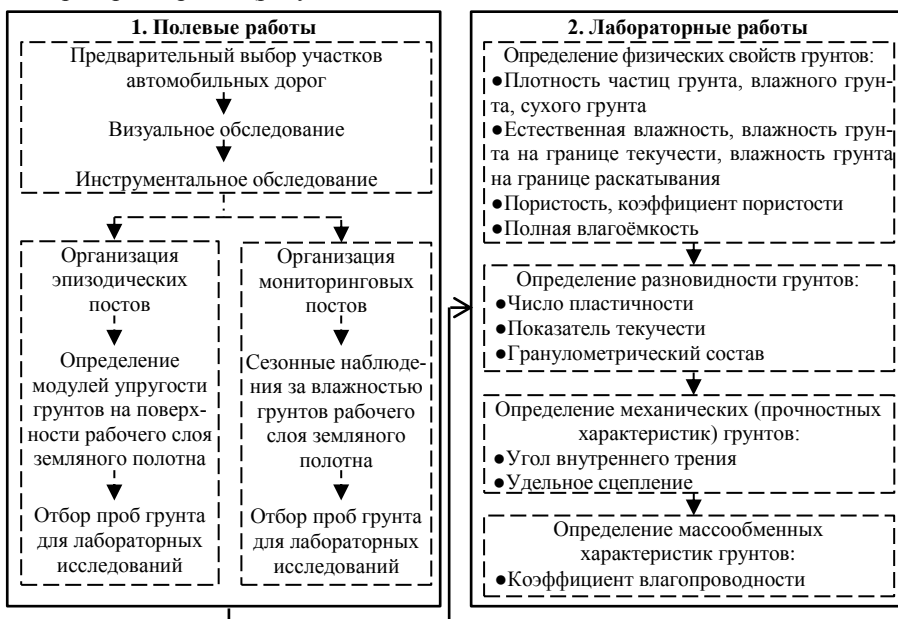 1. Полевые работы
Предварительный выбор участков
автомобильных дорог
Визуальное обследование
Инструментальное обследование
Организация
эпизодических
постов
Определение
модулей упругости
грунтов на поверх-
ности рабочего слоя
земляного полотна
Отбор проб грунта
для лабораторных
исследований
Организация
мониторинговых
постов
Сезонные наблюде-
ния за влажностью
грунтов рабочего
слоя земляного
полотна
Отбор проб грунта
для лабораторных
исследований
2. Лабораторные работы
Определение физических свойств грунтов:
●Плотность частиц грунта, влажного грун-
та, сухого грунта
●Естественная влажность, влажность грун-
та на границе текучести, влажность грунта
на границе раскатывания
●Пористость, коэффициент пористости
●Полная влагоёмкость
Определение разновидности грунтов:
●Число пластичности
●Показатель текучести
●Гранулометрический состав
Определение механических (прочностных
характеристик) грунтов:
●Угол внутреннего трения
●Удельное сцепление
Определение массообменных
характеристик грунтов:
●Коэффициент влагопроводности